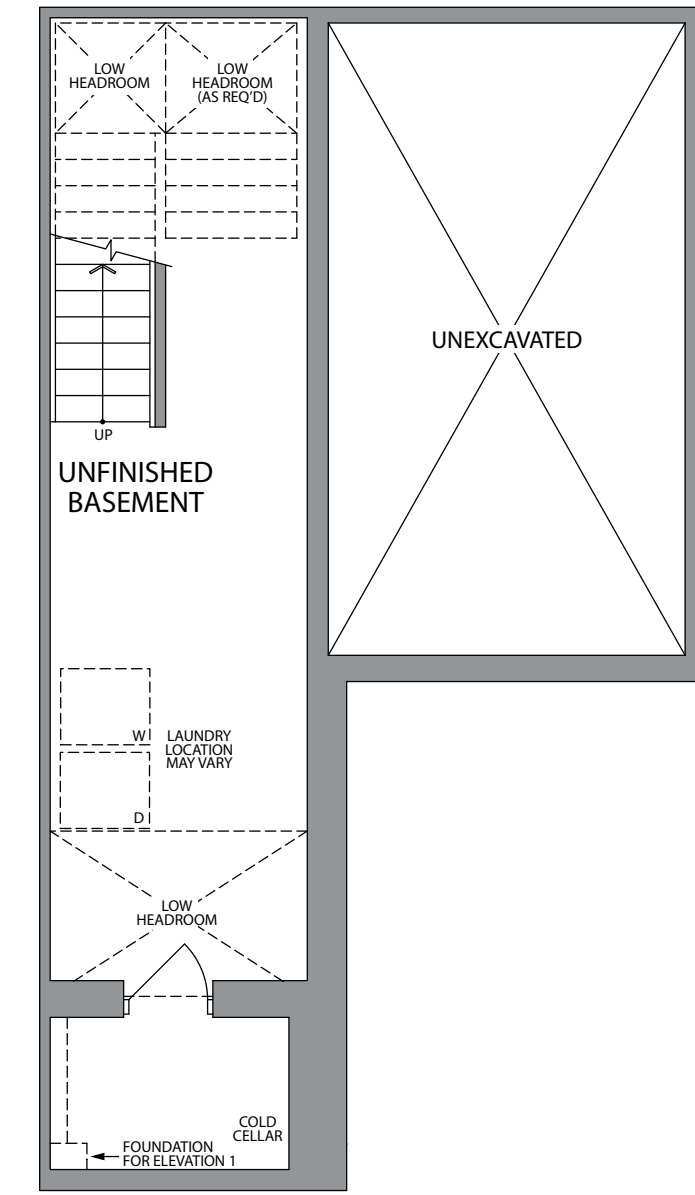 LOW
HEADROOM
LOW
HEADROOM
(AS REQ'D)
UNEXCAVATED
UP
UNFINISHED
BASEMENT
W
LAUNDRY
LOCATION
MAY VARY
D
LOW
HEADROOM
COLD
CELLAR
FOUNDATION
FOR ELEVATION 1